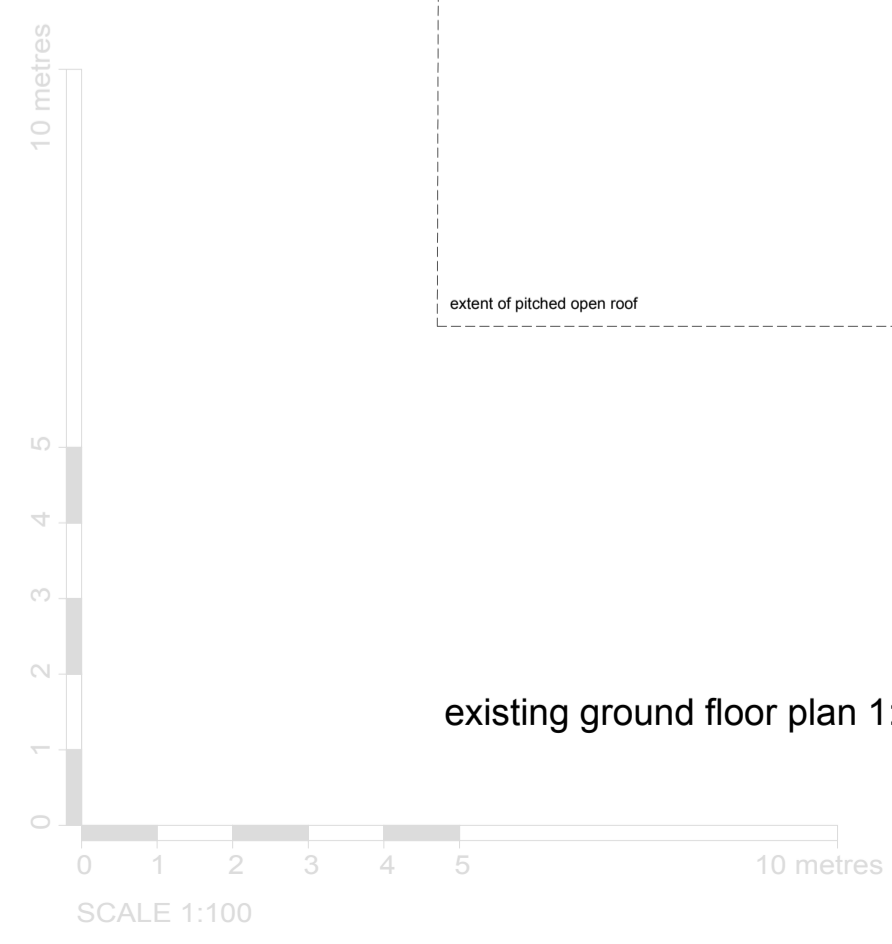 10 metres
extent of pitched open roof
5
4
3
2
1
0
existing ground floor plan 1:
0 1 2 3 4 5 10 metres
SCALE 1:100